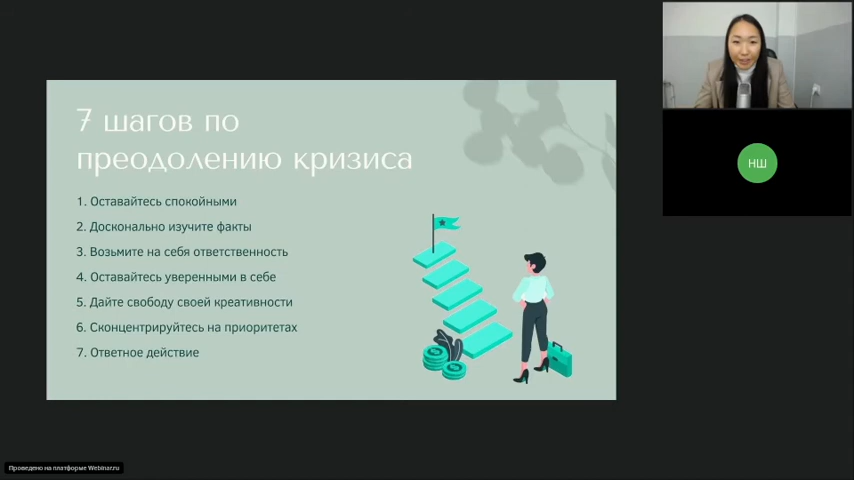 7 шагов по
преодолению кризиса
1. Оставайтесь спокойными
2. Досконально изучите факты
3. Возьмите на себя ответственность
4. Оставайтесь уверенными в себе
5. Дайте свободу своей креативности
6. Сконцентрируйтесь на приоритетах
7. Ответное действие
НШ
Проведено на платформе Webinar.ru